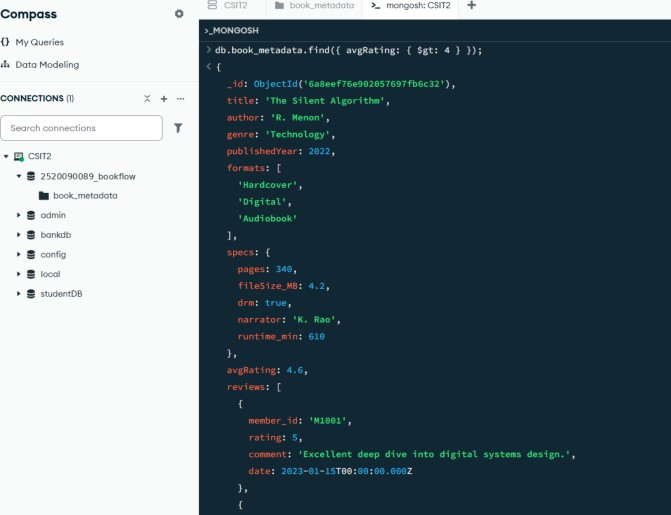 Compass
My Queries
Data Modeling
CONNECTIONS (1)
Search connections
CSIT2
2520090089_bookflow
book_metadata
admin
bankdb
config
local
studentDB
CSIT2
book_metadata
>_ mongosh: CSIT2
+
>_MONGOSH
> db.book_metadata.find({ avgRating: { $gt: 4 } });
< {
_id: ObjectId('6a8eef76e902057697fb6c32'),
title: 'The Silent Algorithm',
author: 'R. Menon',
genre: 'Technology',
publishedYear: 2022,
formats: [
'Hardcover',
'Digital',
'Audiobook'
],
specs: {
pages: 340,
fileSize_MB: 4.2,
drm: true,
narrator: 'K. Rao',
runtime_min: 610
},
avgRating: 4.6,
reviews: [
{
member_id: 'M1001',
rating: 5,
comment: 'Excellent deep dive into digital systems design.',
date: 2023-01-15T00:00:00.000Z
},
{